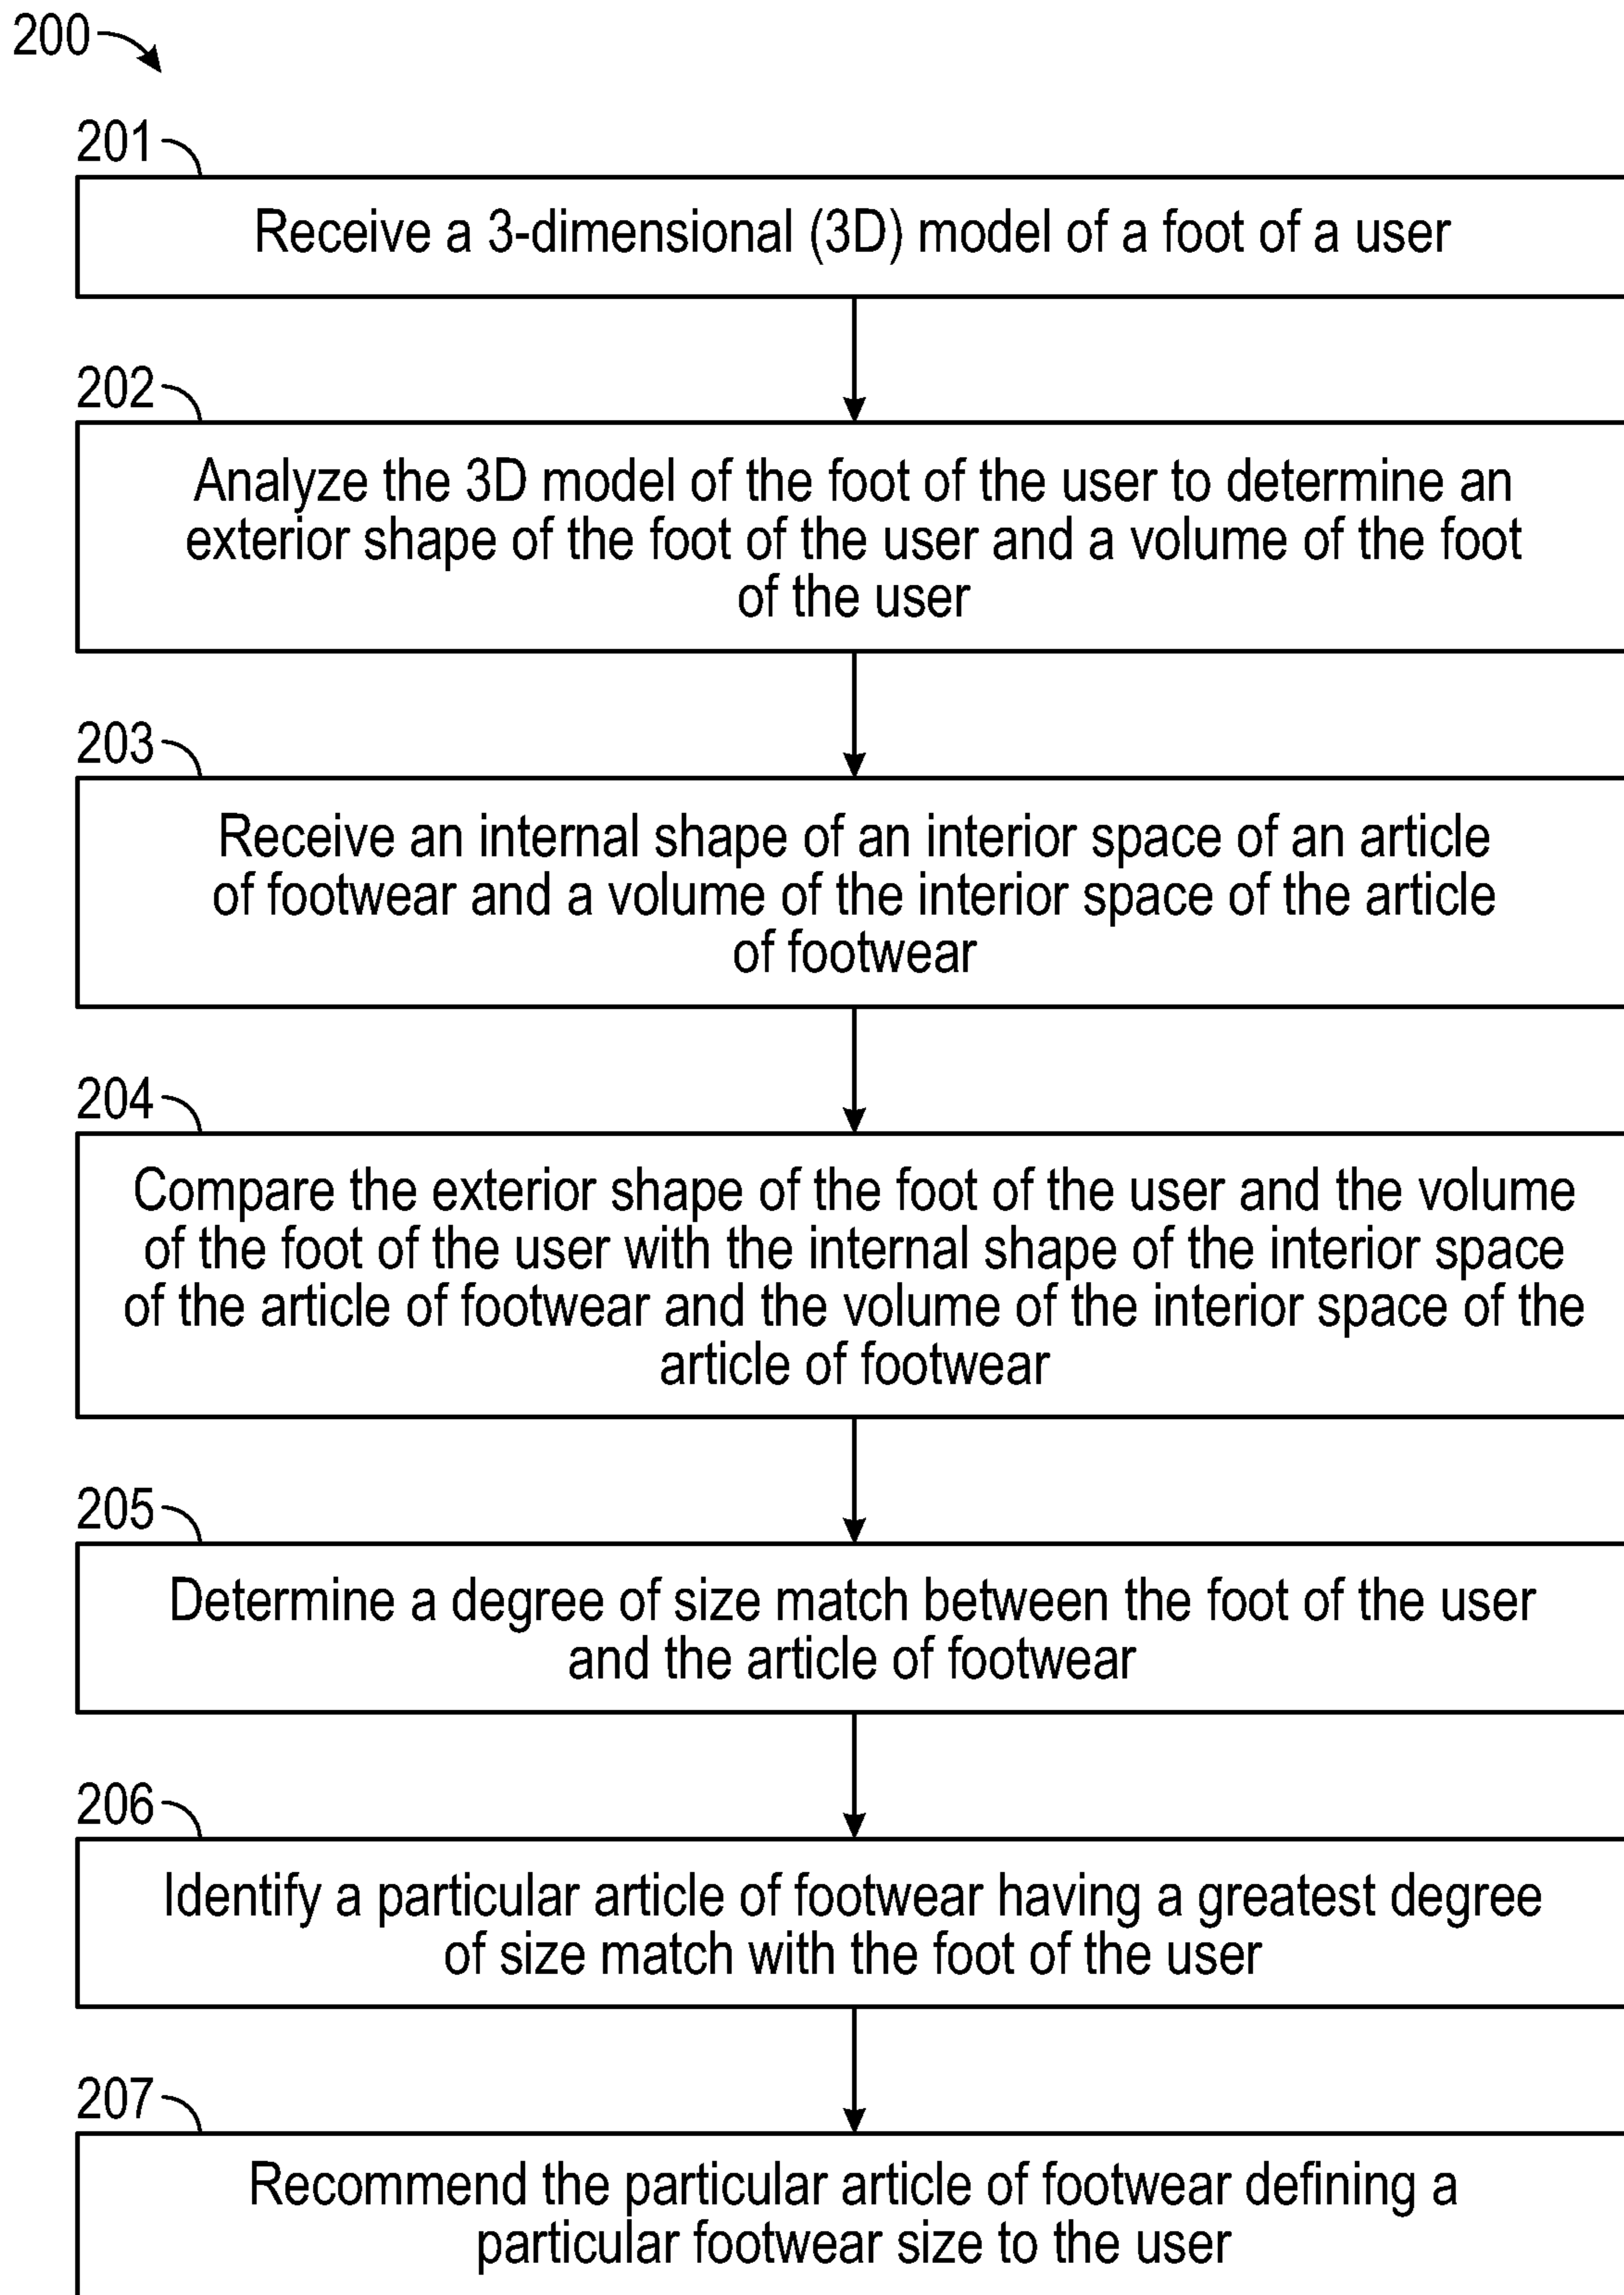 200
201
Receive a 3-dimensional (3D) model of a foot of a user
202
Analyze the 3D model of the foot of the user to determine an
exterior shape of the foot of the user and a volume of the foot
of the user
203
Receive an internal shape of an interior space of an article
of footwear and a volume of the interior space of the article
of footwear
204
Compare the exterior shape of the foot of the user and the volume
of the foot of the user with the internal shape of the interior space
of the article of footwear and the volume of the interior space of the
article of footwear
205
Determine a degree of size match between the foot of the user
and the article of footwear
206
Identify a particular article of footwear having a greatest degree
of size match with the foot of the user
207
Recommend the particular article of footwear defining a
particular footwear size to the user